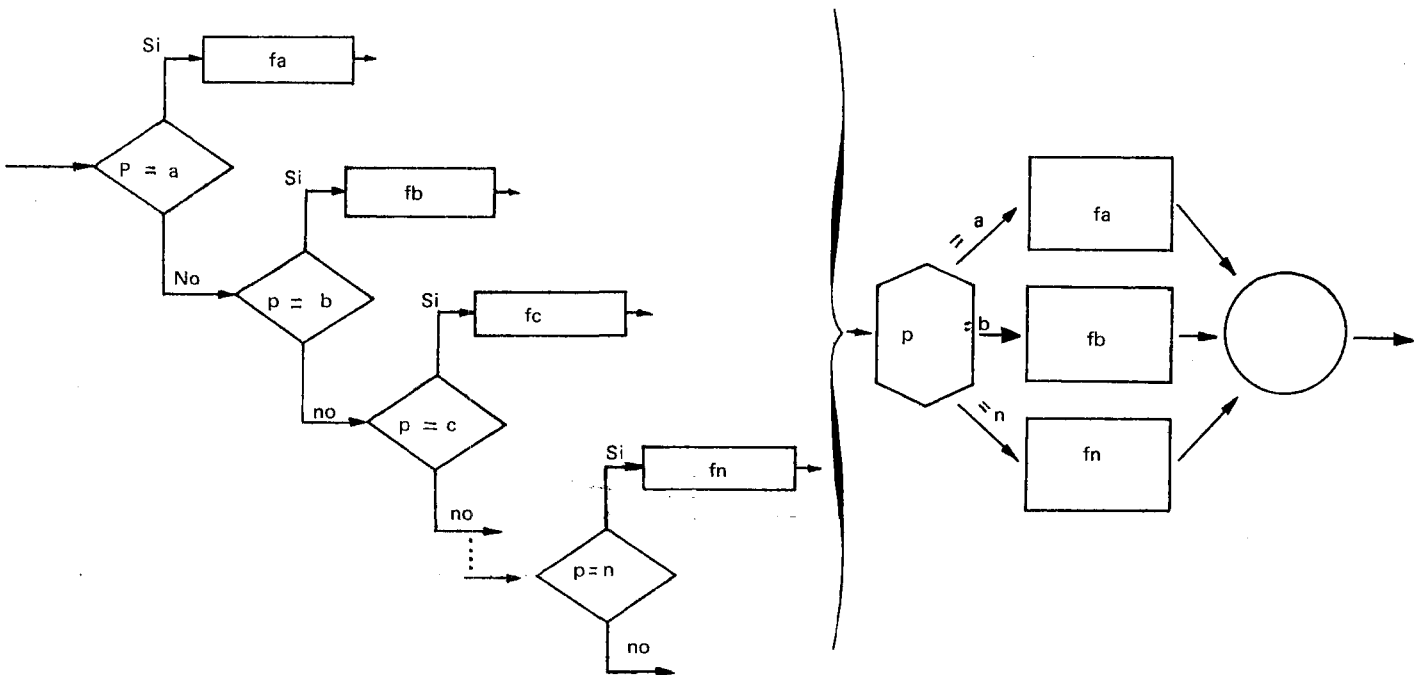 Si
fa
P = a
No
Si
fb
p = b
no
Si
fc
p = c
no
Si
fn
p=n
no
p
= a
= b
= n
fa
fb
fn